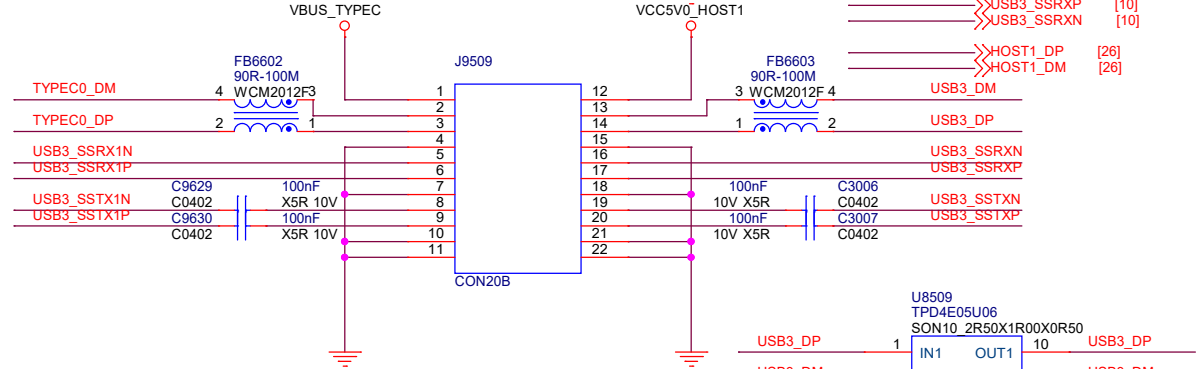 VBUS_TYPEC
VCC5V0_HOST1
USB3_SSRXP [10]
USB3_SSRXN [10]
HOST1_DP [26]
HOST1_DM [26]
FB6602
90R-100M
WCM2012F
J9509
FB6603
90R-100M
WCM2012F
TYPEC0_DM
4
3
1
12
3
4
USB3_DM
2
13
TYPEC0_DP
2
1
3
14
1
2
USB3_DP
4
15
USB3_SSRX1N
5
16
USB3_SSRXN
USB3_SSRX1P
6
17
USB3_SSRXP
C9629
100nF
7
18
100nF
C3006
USB3_SSTX1N
C0402
X5R 10V
8
19
10V X5R
C0402
USB3_SSTXN
USB3_SSTX1P
C9630
100nF
9
20
100nF
C3007
USB3_SSTXP
C0402
X5R 10V
10
21
10V X5R
C0402
11
22
CON20B
U8509
TPD4E05U06
SON10_2R50X1R00X0R50
USB3_DP
1
IN1
OUT1
10
USB3_DP